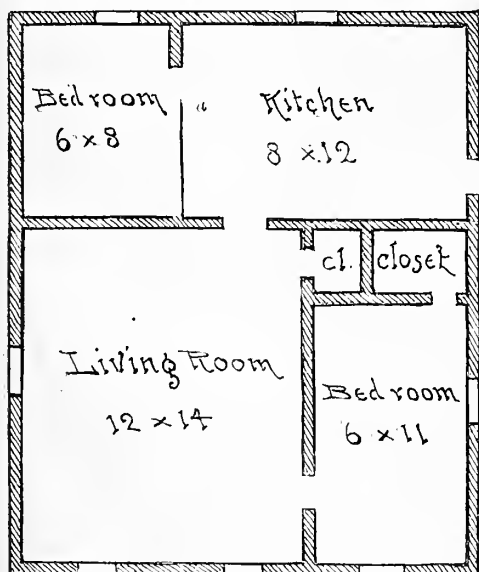 Bedroom
6 x 8
Kitchen
8 x 12
cl.
closet
Living Room
12 x 14
Bedroom
6 x 11